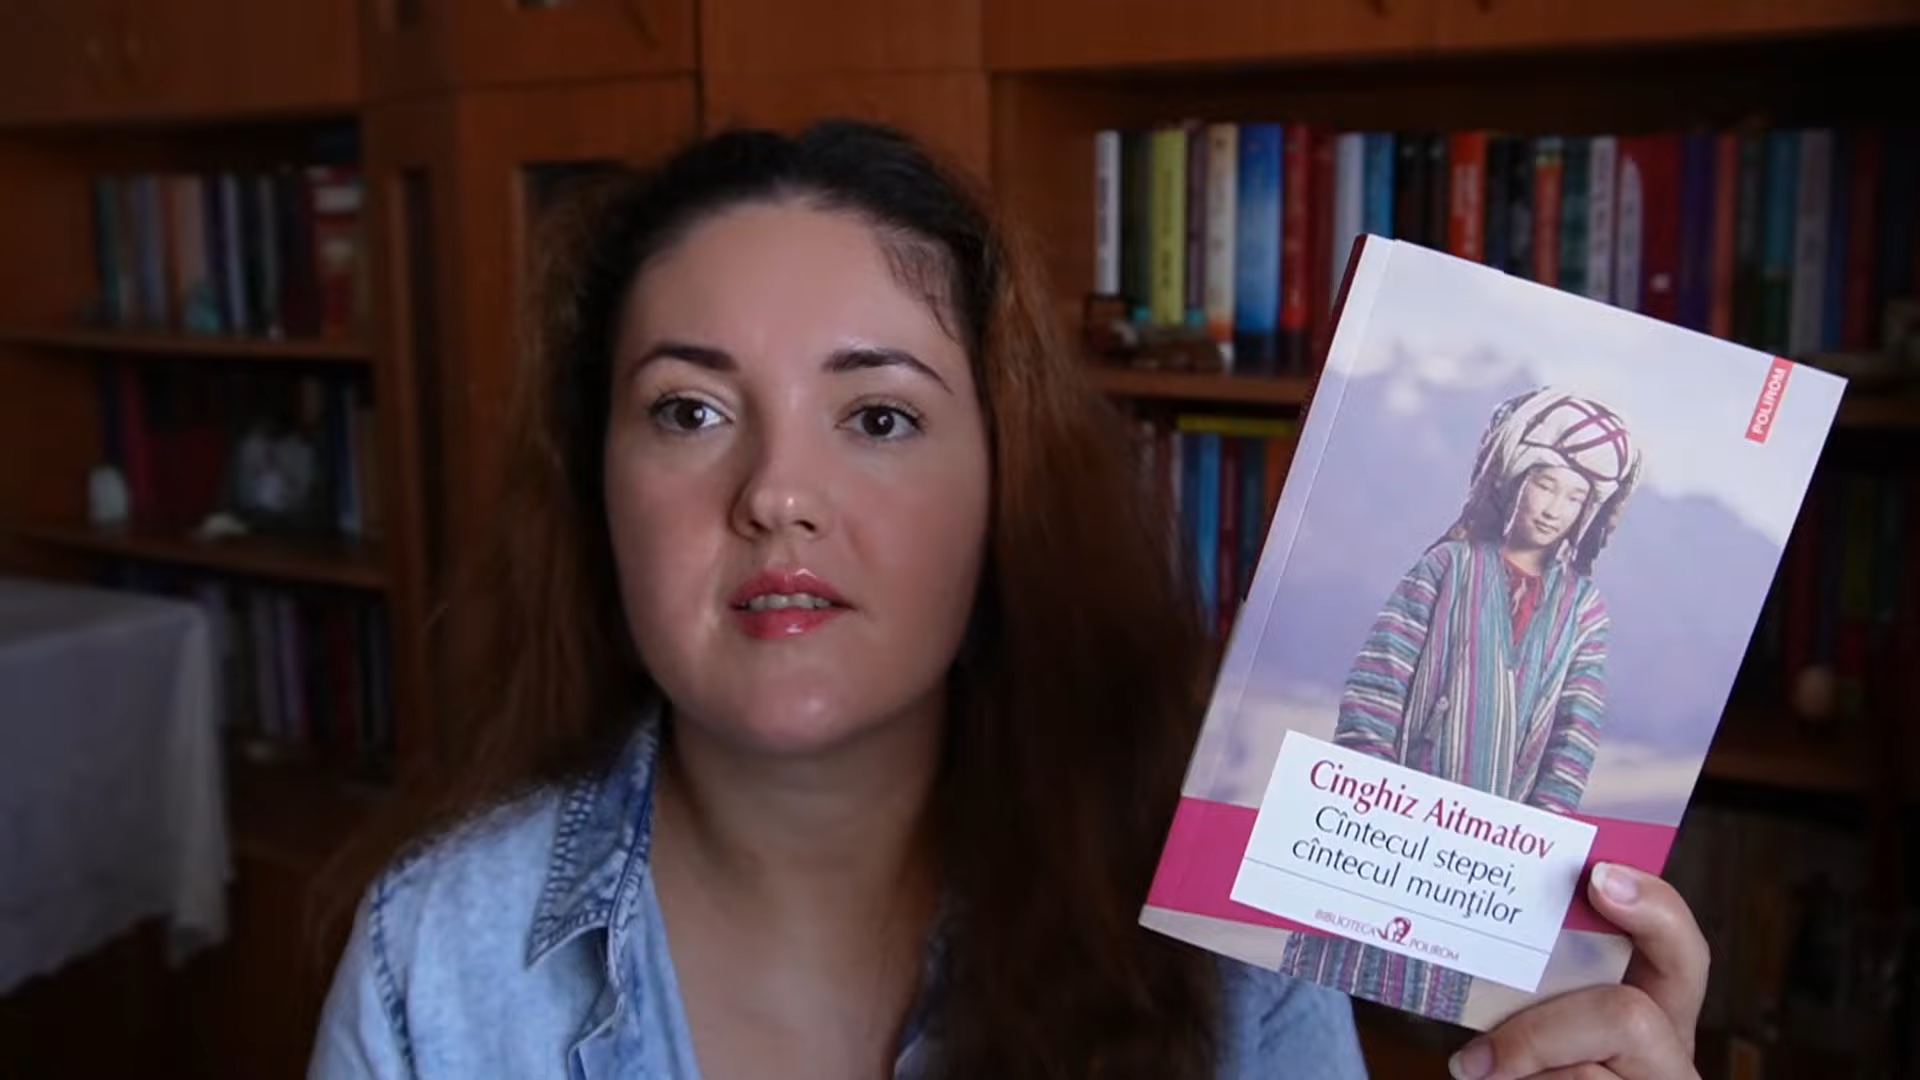 POLIROM
Cinghiz Aitmatov
Cîntecul stepei,
cîntecul munţilor
BIBLIOTECA POLIROM